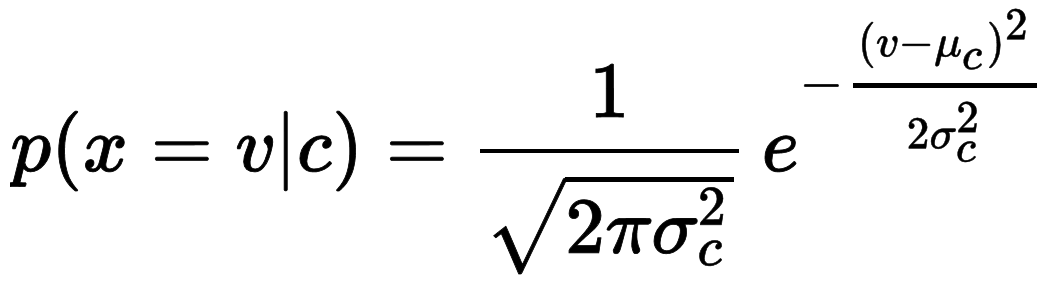 p(x = v|c) = \frac{1}{\sqrt{2\pi\sigma_c^2}} e^{-\frac{(v-\mu_c)^2}{2\sigma_c^2}}